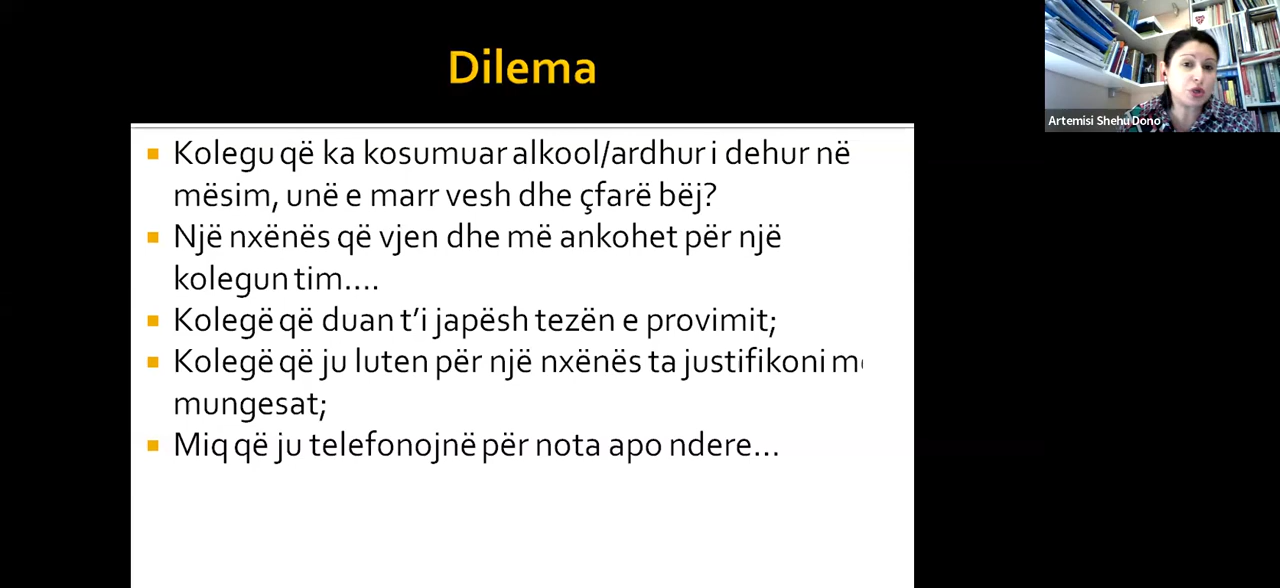 Dilema
Kolegu që ka kosumuar alkool/ardhur i dehur në
mësim, unë e marr vesh dhe çfarë bëj?
Një nxënës që vjen dhe më ankohet për një
kolegun tim....
Kolegë që duan t’i japësh tezën e provimit;
Kolegë që ju luten për një nxënës ta justifikoni
mungesat;
Miq që ju telefonojnë për nota apo ndere...
Artemisi Shehu Dono